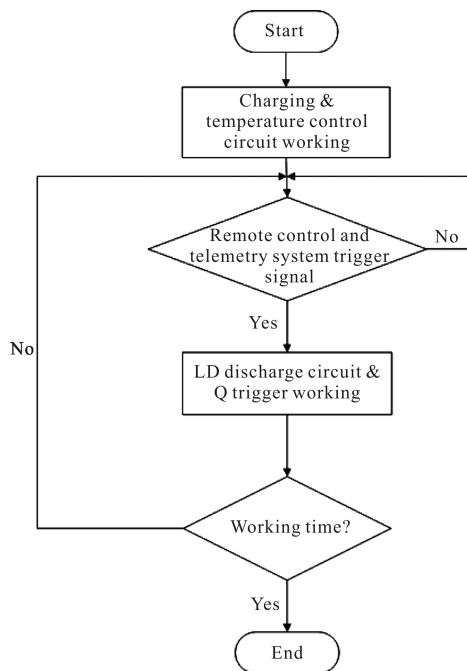 Start
Charging &
temperature control
circuit working
Remote control and
telemetry system trigger
signal
No
Yes
No
LD discharge circuit &
Q trigger working
Working time?
Yes
End